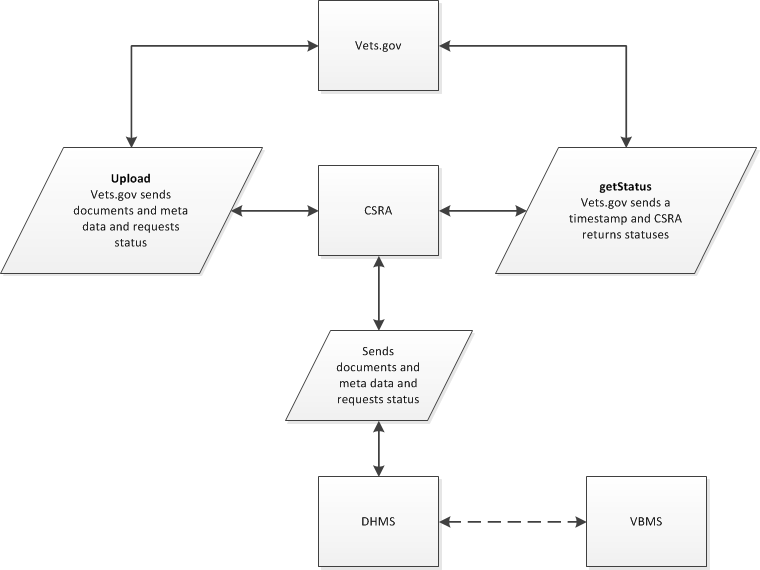 Vets.gov
Upload
Vets.gov sends
documents and meta
data and requests
status
CSRA
getStatus
Vets.gov sends a
timestamp and CSRA
returns statuses
Sends
documents and
meta data and
requests status
DHMS
VBMS